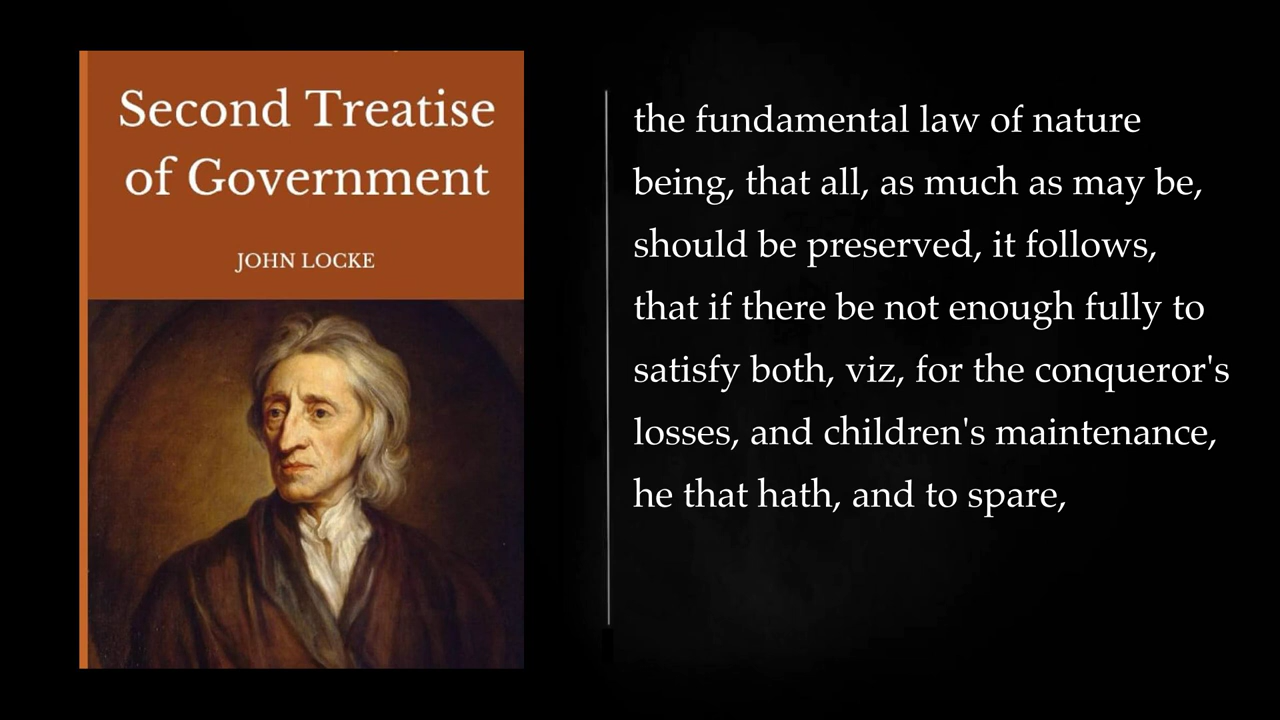 Second Treatise
of Government
JOHN LOCKE
the fundamental law of nature
being, that all, as much as may be,
should be preserved, it follows,
that if there be not enough fully to
satisfy both, viz, for the conqueror's
losses, and children's maintenance,
he that hath, and to spare,